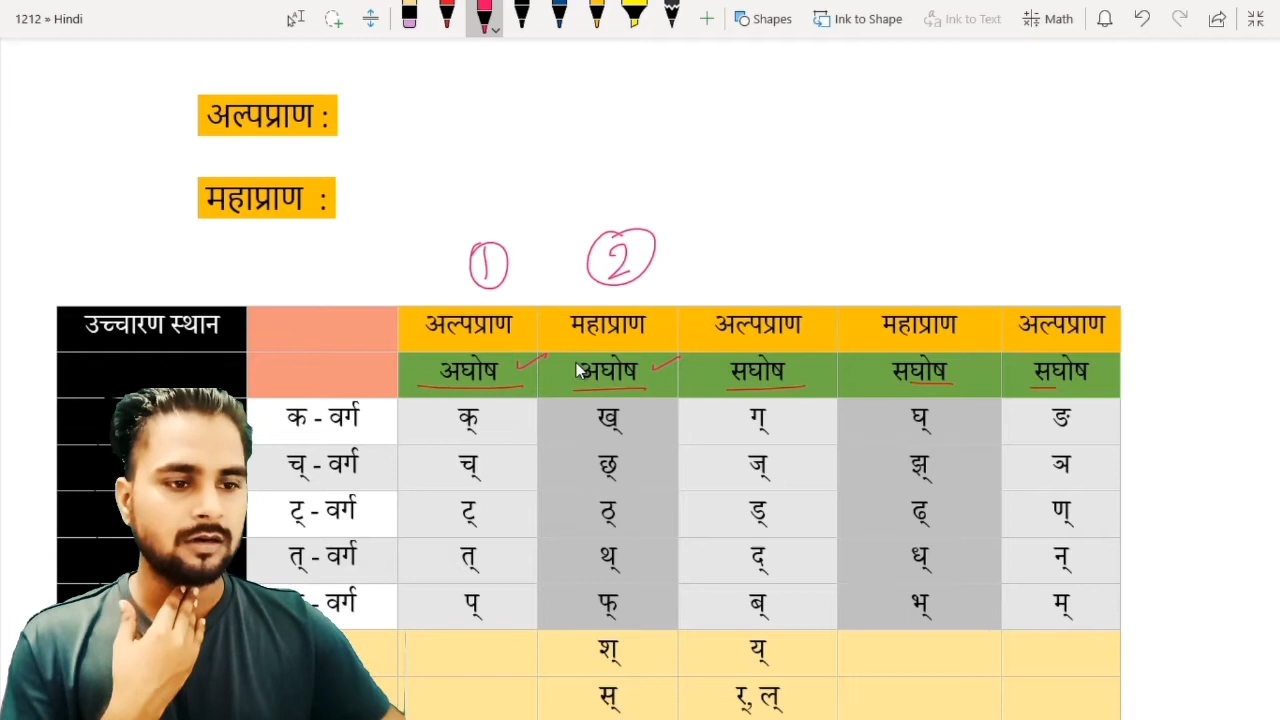 1212 » Hindi
Shapes Ink to Shape Ink to Text Math
अल्पप्राण :
महाप्राण :
1 2
उच्चारण स्थान अल्पप्राण महाप्राण अल्पप्राण महाप्राण अल्पप्राण
अघोष अघोष सघोष सघोष सघोष
क - वर्ग क् ख् ग् घ् ङ
च् - वर्ग च् छ् ज् झ् ञ
ट् - वर्ग ट् ठ् ड् ढ् ण्
त् - वर्ग त् थ् द् ध् न्
- वर्ग प् फ् ब् भ् म्
श् य्
स् र्, ल्